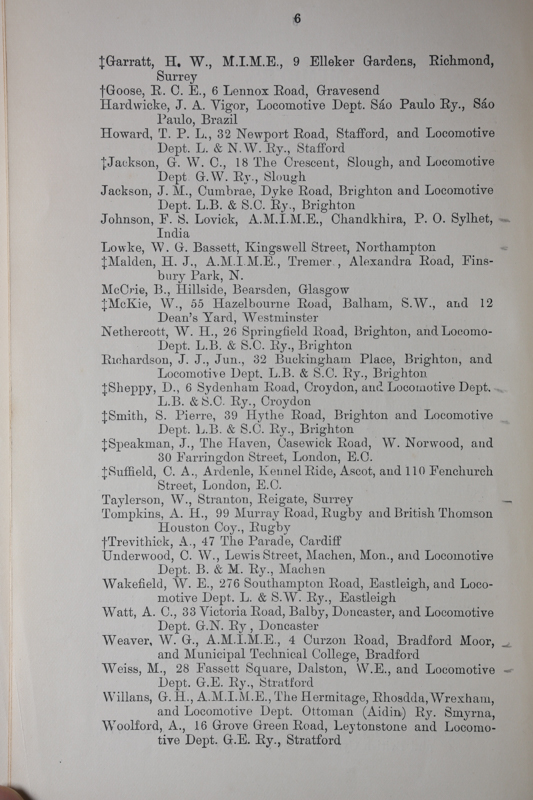 6
‡Garratt, H. W., M.I.M.E., 9 Elleker Gardens, Richmond,
Surrey
†Goose, R. C. E., 6 Lennox Road, Gravesend
Hardwicke, J. A. Vigor, Locomotive Dept. São Paulo Ry., São
Paulo, Brazil
Howard, T. P. L., 32 Newport Road, Stafford, and Locomotive
Dept. L. & N.W. Ry., Stafford
‡Jackson, G. W. C., 18 The Crescent, Slough, and Locomotive
Dept. G.W. Ry., Slough
Jackson, J. M., Cumbrae, Dyke Road, Brighton and Locomotive
Dept. L.B. & S.C. Ry., Brighton
Johnson, F. S. Lovick, A.M.I.M.E., Chandkhira, P. O. Sylhet,
India
Lowke, W. G. Bassett, Kingswell Street, Northampton
‡Malden, H. J., A.M.I.M.E., Tremer , Alexandra Road, Fins-
bury Park, N.
McCrie, B., Hillside, Bearsden, Glasgow
‡McKie, W., 55 Hazelbourne Road, Balham, S.W., and 12
Dean's Yard, Westminster
Nethercott, W. H., 26 Springfield Road, Brighton, and Locomo-
Dept. L.B. & S.C. Ry., Brighton
Richardson, J. J., Jun., 32 Buckingham Place, Brighton, and
Locomotive Dept. L.B. & S.C. Ry., Brighton
‡Sheppy, D., 6 Sydenham Road, Croydon, and Locomotive Dept.
L.B. & S.C. Ry., Croydon
‡Smith, S. Pierre, 39 Hythe Road, Brighton and Locomotive
Dept. L.B. & S.C. Ry., Brighton
‡Speakman, J., The Haven, Casewick Road, W. Norwood, and
30 Farringdon Street, London, E.C.
‡Suffield, C. A., Ardenle, Kennel Ride, Ascot, and 110 Fenchurch
Street, London, E.C.
Taylerson, W., Stranton, Reigate, Surrey
Tompkins, A. H., 99 Murray Road, Rugby and British Thomson
Houston Coy., Rugby
†Trevithick, A., 47 The Parade, Cardiff
Underwood, C. W., Lewis Street, Machen, Mon., and Locomotive
Dept. B. & M. Ry., Machen
Wakefield, W. E., 276 Southampton Road, Eastleigh, and Loco-
motive Dept. L. & S.W. Ry., Eastleigh
Watt, A. C., 33 Victoria Road, Balby, Doncaster, and Locomotive
Dept. G.N. Ry , Doncaster
Weaver, W. G., A.M.I.M.E., 4 Curzon Road, Bradford Moor,
and Municipal Technical College, Bradford
Weiss, M., 28 Fassett Square, Dalston, W.E., and Locomotive
Dept. G.E. Ry., Stratford
Willans, G. H., A.M.I.M.E., The Hermitage, Rhosdda, Wrexham,
and Locomotive Dept. Ottoman (Aidin) Ry. Smyrna,
Woolford, A., 16 Grove Green Road, Leytonstone and Locomo-
tive Dept. G.E. Ry., Stratford